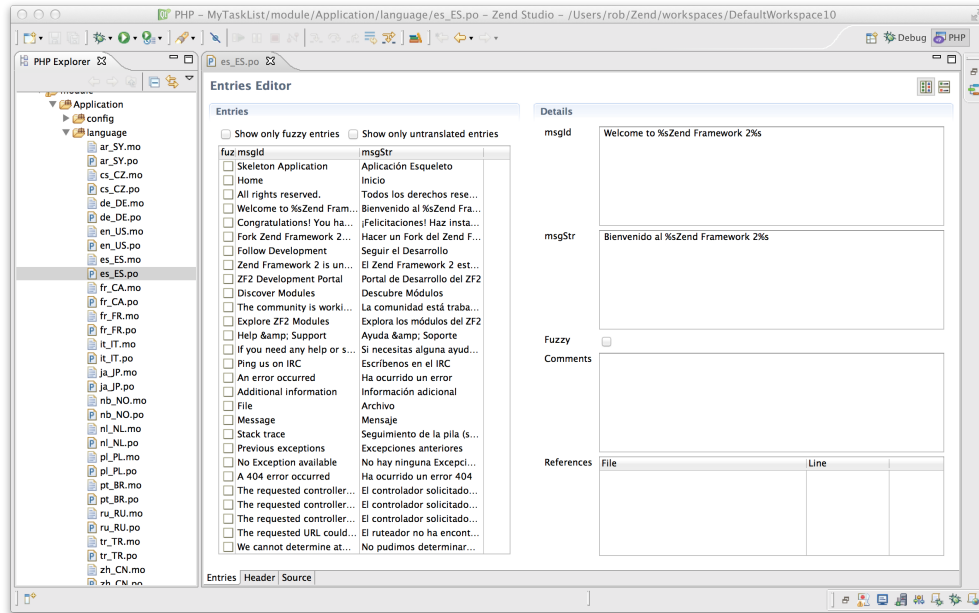 PHP - MyTaskList/module/Application/language/es_ES.po - Zend Studio - /Users/rob/Zend/workspaces/DefaultWorkspace10
Debug PHP
PHP Explorer
Application
config
language
ar_SY.mo
ar_SY.po
cs_CZ.mo
cs_CZ.po
de_DE.mo
de_DE.po
en_US.mo
en_US.po
es_ES.mo
es_ES.po
fr_CA.mo
fr_CA.po
fr_FR.mo
fr_FR.po
it_IT.mo
it_IT.po
ja_JP.mo
ja_JP.po
nb_NO.mo
nb_NO.po
nl_NL.mo
nl_NL.po
pl_PL.mo
pl_PL.po
pt_BR.mo
pt_BR.po
ru_RU.mo
ru_RU.po
tr_TR.mo
tr_TR.po
zh_CN.mo
zh_CN.po
es_ES.po
Entries Editor
Entries
Show only fuzzy entries Show only untranslated entries
fuz msgId msgStr
Skeleton Application Aplicación Esqueleto
Home Inicio
All rights reserved. Todos los derechos rese...
Welcome to %sZend Fram... Bienvenido al %sZend Fra...
Congratulations! You ha... ¡Felicitaciones! Haz insta...
Fork Zend Framework 2... Hacer un Fork del Zend F...
Follow Development Seguir el Desarrollo
Zend Framework 2 is un... El Zend Framework 2 est...
ZF2 Development Portal Portal de Desarrollo del ZF2
Discover Modules Descubre Módulos
The community is worki... La comunidad está traba...
Explore ZF2 Modules Explora los módulos del ZF2
Help &amp; Support Ayuda &amp; Soporte
If you need any help or s... Si necesitas alguna ayud...
Ping us on IRC Escríbenos en el IRC
An error occurred Ha ocurrido un error
Additional information Información adicional
File Archivo
Message Mensaje
Stack trace Seguimiento de la pila (s...
Previous exceptions Excepciones anteriores
No Exception available No hay ninguna Excepci...
A 404 error occurred Ha ocurrido un error 404
The requested controller... El controlador solicitado...
The requested controller... El controlador solicitado...
The requested controller... El controlador solicitado...
The requested URL could... El ruteador no ha encont...
We cannot determine at... No pudimos determinar...
Entries Header Source
Details
msgId Welcome to %sZend Framework 2%s
msgStr Bienvenido al %sZend Framework 2%s
Fuzzy
Comments
References File Line